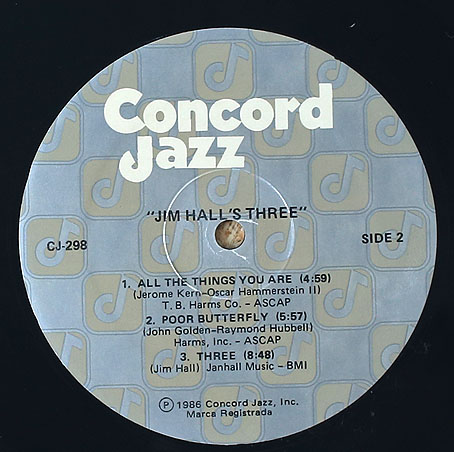 Concord
Jazz
"JIM HALL'S THREE"
CJ-298
SIDE 2
1. ALL THE THINGS YOU ARE (4:59)
(Jerome Kern-Oscar Hammerstein II)
T. B. Harms Co. - ASCAP
2. POOR BUTTERFLY (5:57)
(John Golden-Raymond Hubbell)
Harms, Inc. - ASCAP
3. THREE (8:48)
(Jim Hall) Janhall Music - BMI
℗ 1986 Concord Jazz, Inc.
Marca Registrada